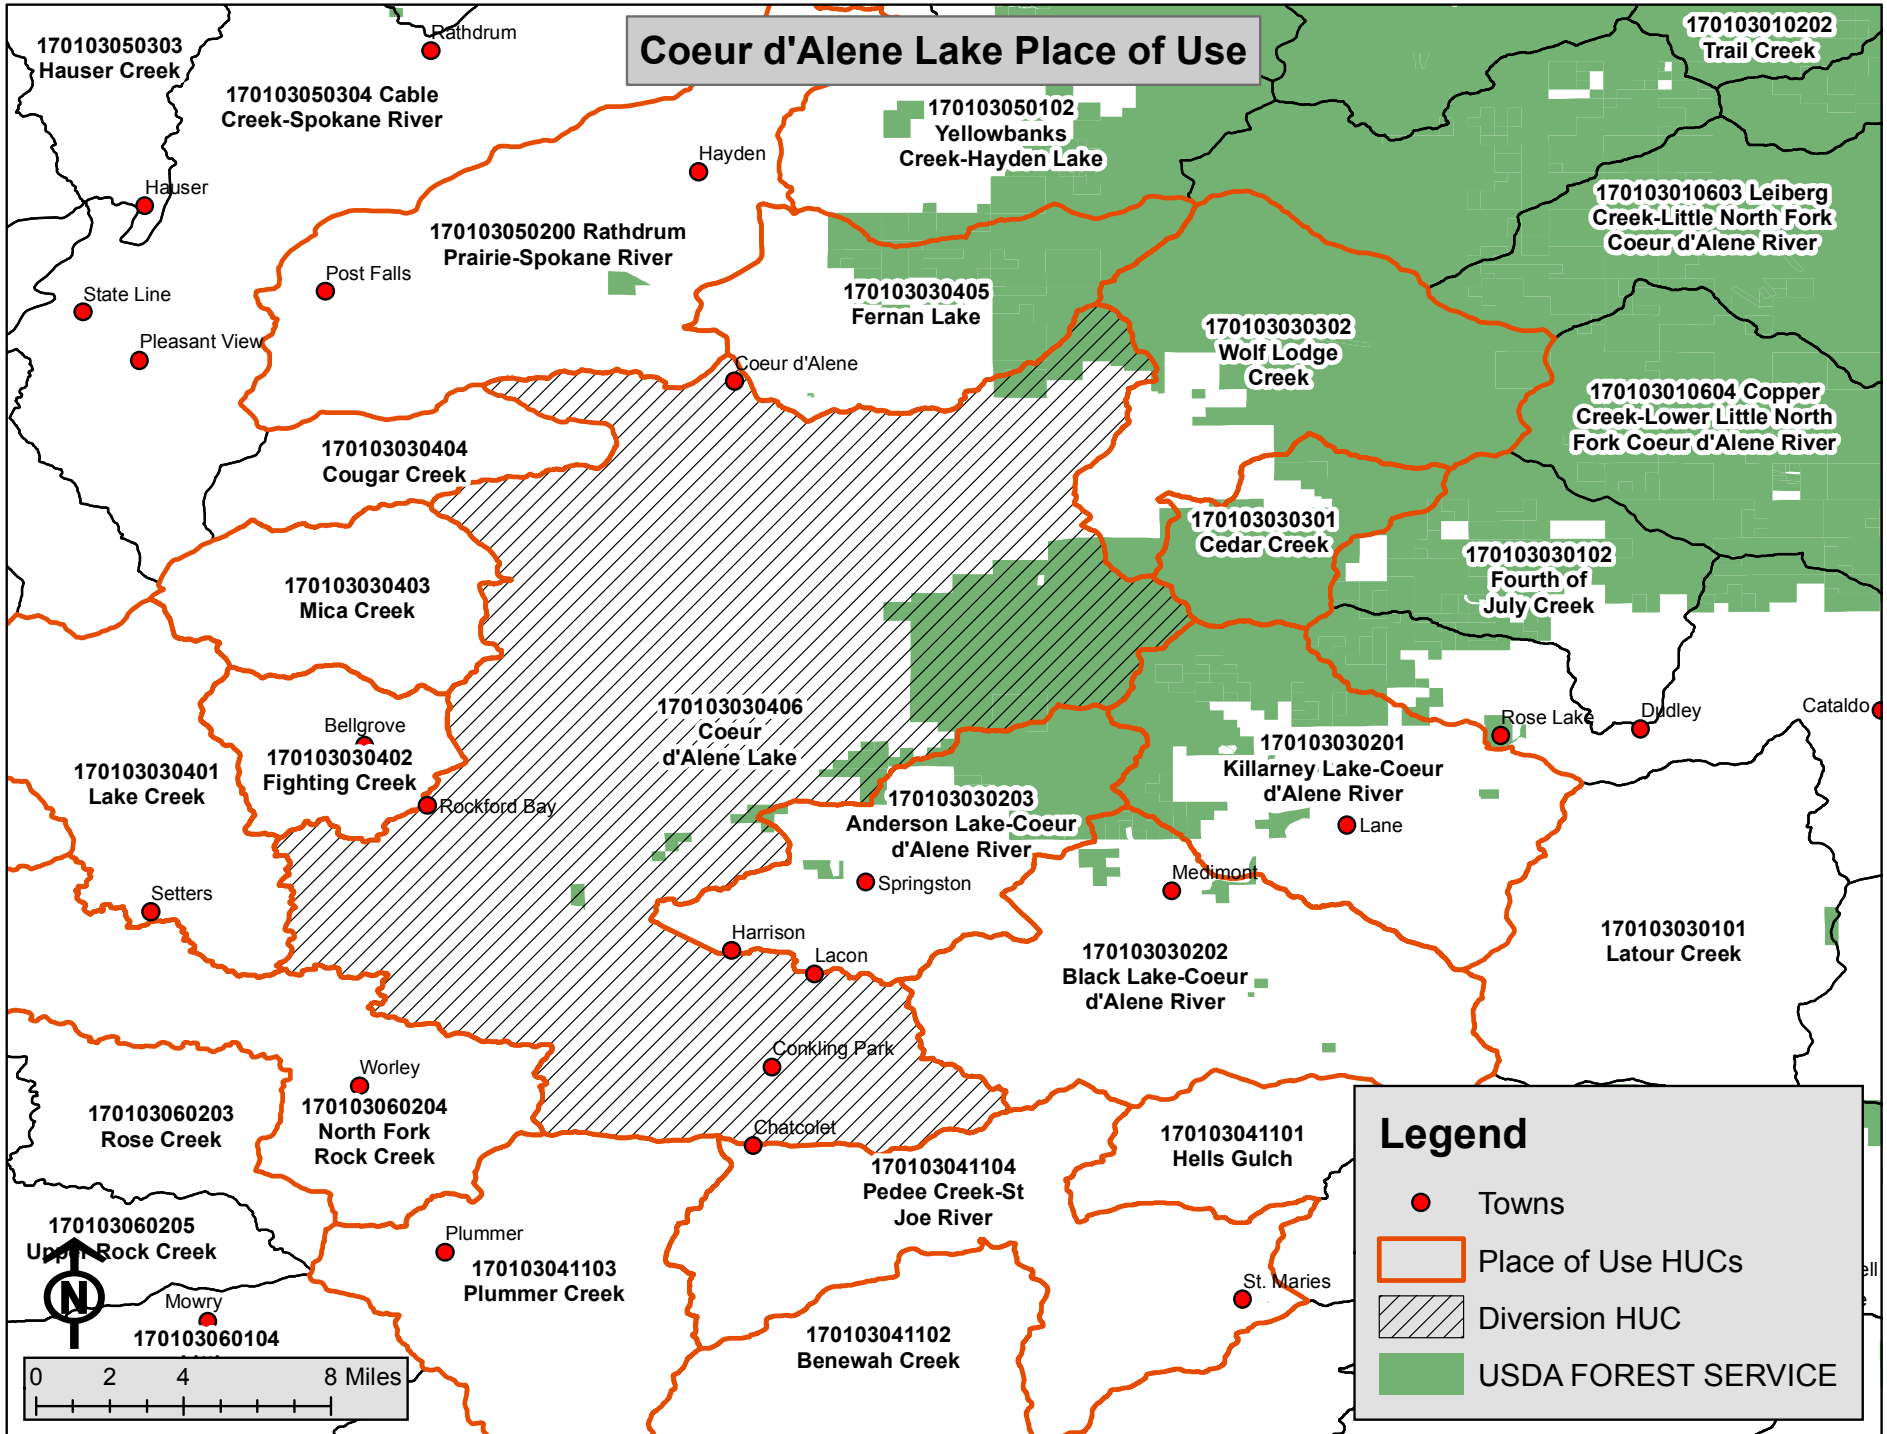 Coeur d'Alene Lake Place of Use
170103050303
Hauser Creek
Rathdrum
170103050304 Cable
Creek-Spokane River
170103050102
Yellowbanks
Creek-Hayden Lake
170103010202
Trail Creek
Hayden
Hauser
170103010603 Leiberg
Creek-Little North Fork
Coeur d'Alene River
170103050200 Rathdrum
Prairie-Spokane River
Post Falls
State Line
Pleasant View
170103030405
Fernan Lake
170103030302
Wolf Lodge
Creek
Coeur d'Alene
170103010604 Copper
Creek-Lower Little North
Fork Coeur d'Alene River
170103030404
Cougar Creek
170103030301
Cedar Creek
170103030102
Fourth of
July Creek
170103030403
Mica Creek
170103030406
Coeur
d'Alene Lake
Bellgrove
170103030402
Fighting Creek
Rockford Bay
170103030401
Lake Creek
Rose Lake
Dudley
Cataldo
170103030201
Killarney Lake-Coeur
d'Alene River
Lane
170103030203
Anderson Lake-Coeur
d'Alene River
Springston
Medimont
Setters
Harrison
Lacon
170103030202
Black Lake-Coeur
d'Alene River
170103030101
Latour Creek
Conkling Park
Worley
170103060204
North Fork
Rock Creek
170103060203
Rose Creek
Chatcolet
170103041104
Pedee Creek-St
Joe River
170103041101
Hells Gulch
170103060205
Upper Rock Creek
Plummer
170103041103
Plummer Creek
St. Maries
Mowry
170103060104
170103041102
Benewah Creek
N
0 2 4 8 Miles
Legend
Towns
Place of Use HUCs
Diversion HUC
USDA FOREST SERVICE